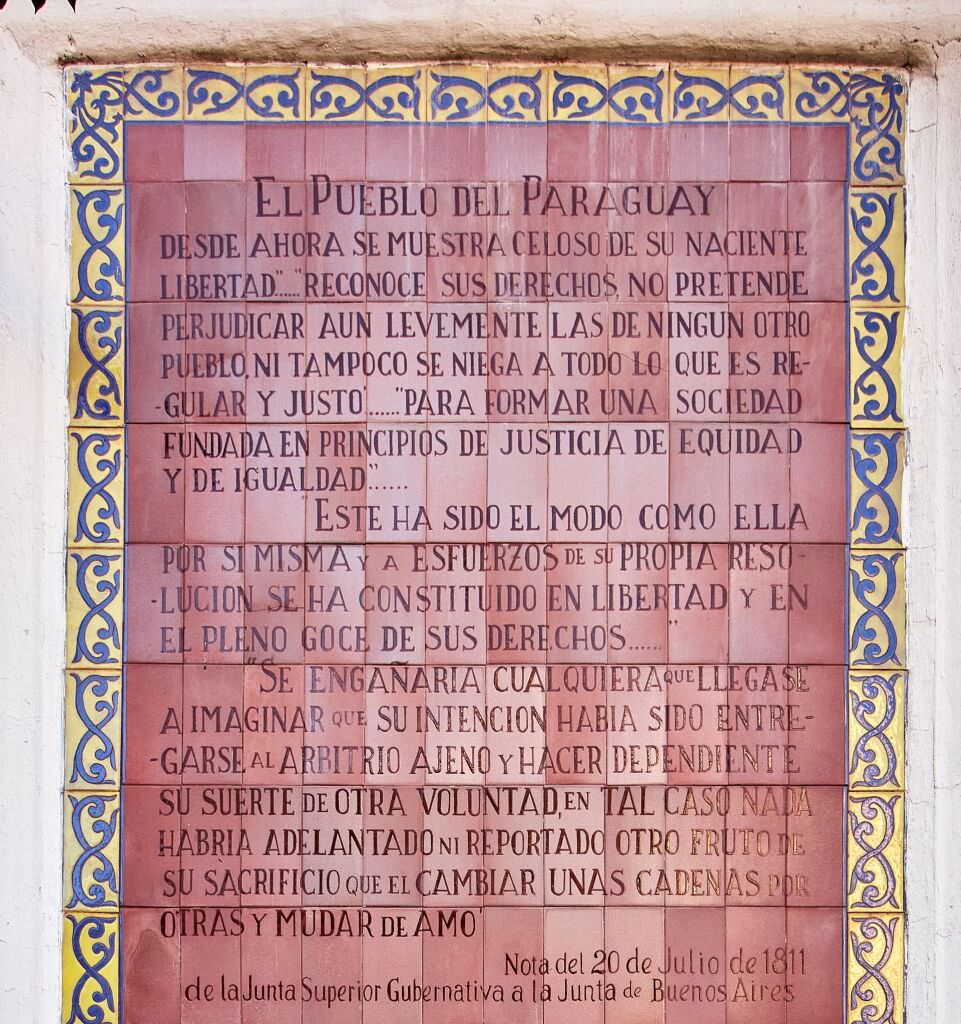 EL PUEBLO DEL PARAGUAY
DESDE AHORA SE MUESTRA CELOSO DE SU NACIENTE
LIBERTAD"....."RECONOCE SUS DERECHOS, NO PRETENDE
PERJUDICAR AUN LEVEMENTE LAS DE NINGUN OTRO
PUEBLO, NI TAMPOCO SE NIEGA A TODO LO QUE ES RE-
-GULAR Y JUSTO'......"PARA FORMAR UNA SOCIEDAD
FUNDADA EN PRINCIPIOS DE JUSTICIA DE EQUIDAD
Y DE IGUALDAD"......
"ESTE HA SIDO EL MODO COMO ELLA
POR SI MISMA Y A ESFUERZOS DE SU PROPIA RESO-
-LUCION SE HA CONSTITUIDO EN LIBERTAD Y EN
EL PLENO GOCE DE SUS DERECHOS......"
"SE ENGAÑARIA CUALQUIERA QUE LLEGASE
A IMAGINAR QUE SU INTENCION HABIA SIDO ENTRE-
-GARSE AL ARBITRIO AJENO Y HACER DEPENDIENTE
SU SUERTE DE OTRA VOLUNTAD, EN TAL CASO NADA
HABRIA ADELANTADO NI REPORTADO OTRO FRUTO DE
SU SACRIFICIO QUE EL CAMBIAR UNAS CADENAS POR
OTRAS Y MUDAR DE AMO'
Nota del 20 de Julio de 1811
de la Junta Superior Gubernativa a la Junta de Buenos Aires